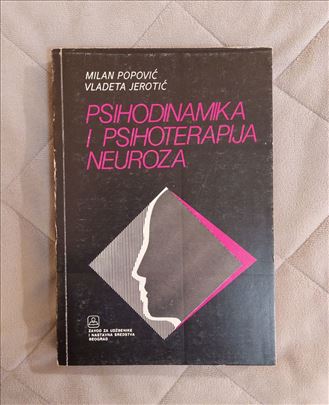 MILAN POPOVIĆ
VLADETA JEROTIĆ
PSIHODINAMIKA
I PSIHOTERAPIJA
NEUROZA
ZAVOD ZA UDŽBENIKE
I NASTAVNA SREDSTVA
BEOGRAD